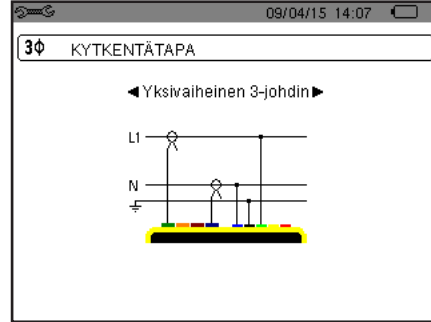 09/04/15 14:07
3Φ KYTKENTÄTAPA
◄Yksivaiheinen 3-johdin►
L1
N